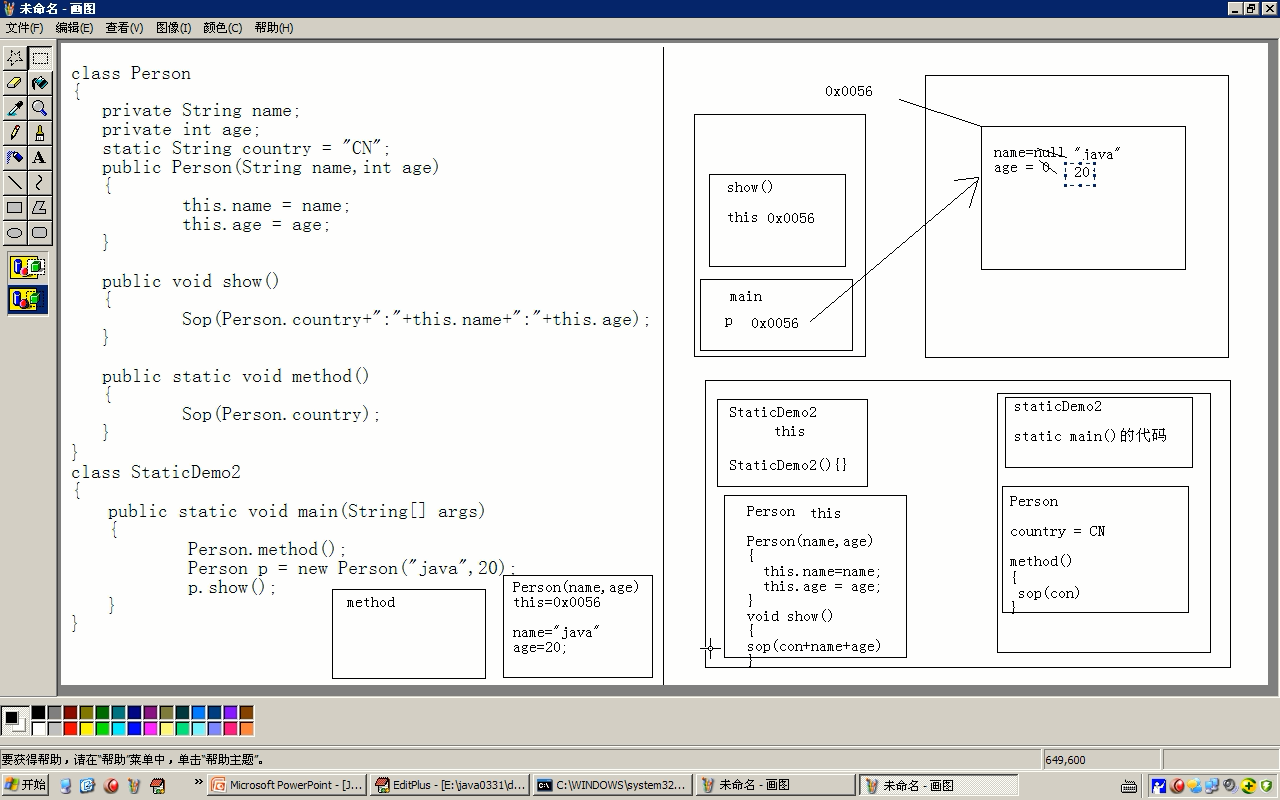 未命名 - 画图
文件(F) 编辑(E) 查看(V) 图像(I) 颜色(C) 帮助(H)
class Person
{
private String name;
private int age;
static String country = "CN";
public Person(String name,int age)
{
this.name = name;
this.age = age;
}
public void show()
{
Sop(Person.country+":"+this.name+":"+this.age);
}
public static void method()
{
Sop(Person.country);
}
}
class StaticDemo2
{
public static void main(String[] args)
{
Person.method();
Person p = new Person("java",20);
p.show();
}
}
method
Person(name,age)
this=0x0056
name="java"
age=20;
0x0056
name=null "java"
age = 0 20
show()
this 0x0056
main
p 0x0056
StaticDemo2
this
StaticDemo2(){}
Person this
Person(name,age)
{
this.name=name;
this.age = age;
}
void show()
{
sop(con+name+age)
}
staticDemo2
static main()的代码
Person
country = CN
method()
{
sop(con)
}
要获得帮助，请在“帮助”菜单中，单击“帮助主题”。
649,600
开始
Microsoft PowerPoint - [J...
EditPlus - [E:\java0331\d...
C:\WINDOWS\system32...
未命名 - 画图
未命名 - 画图